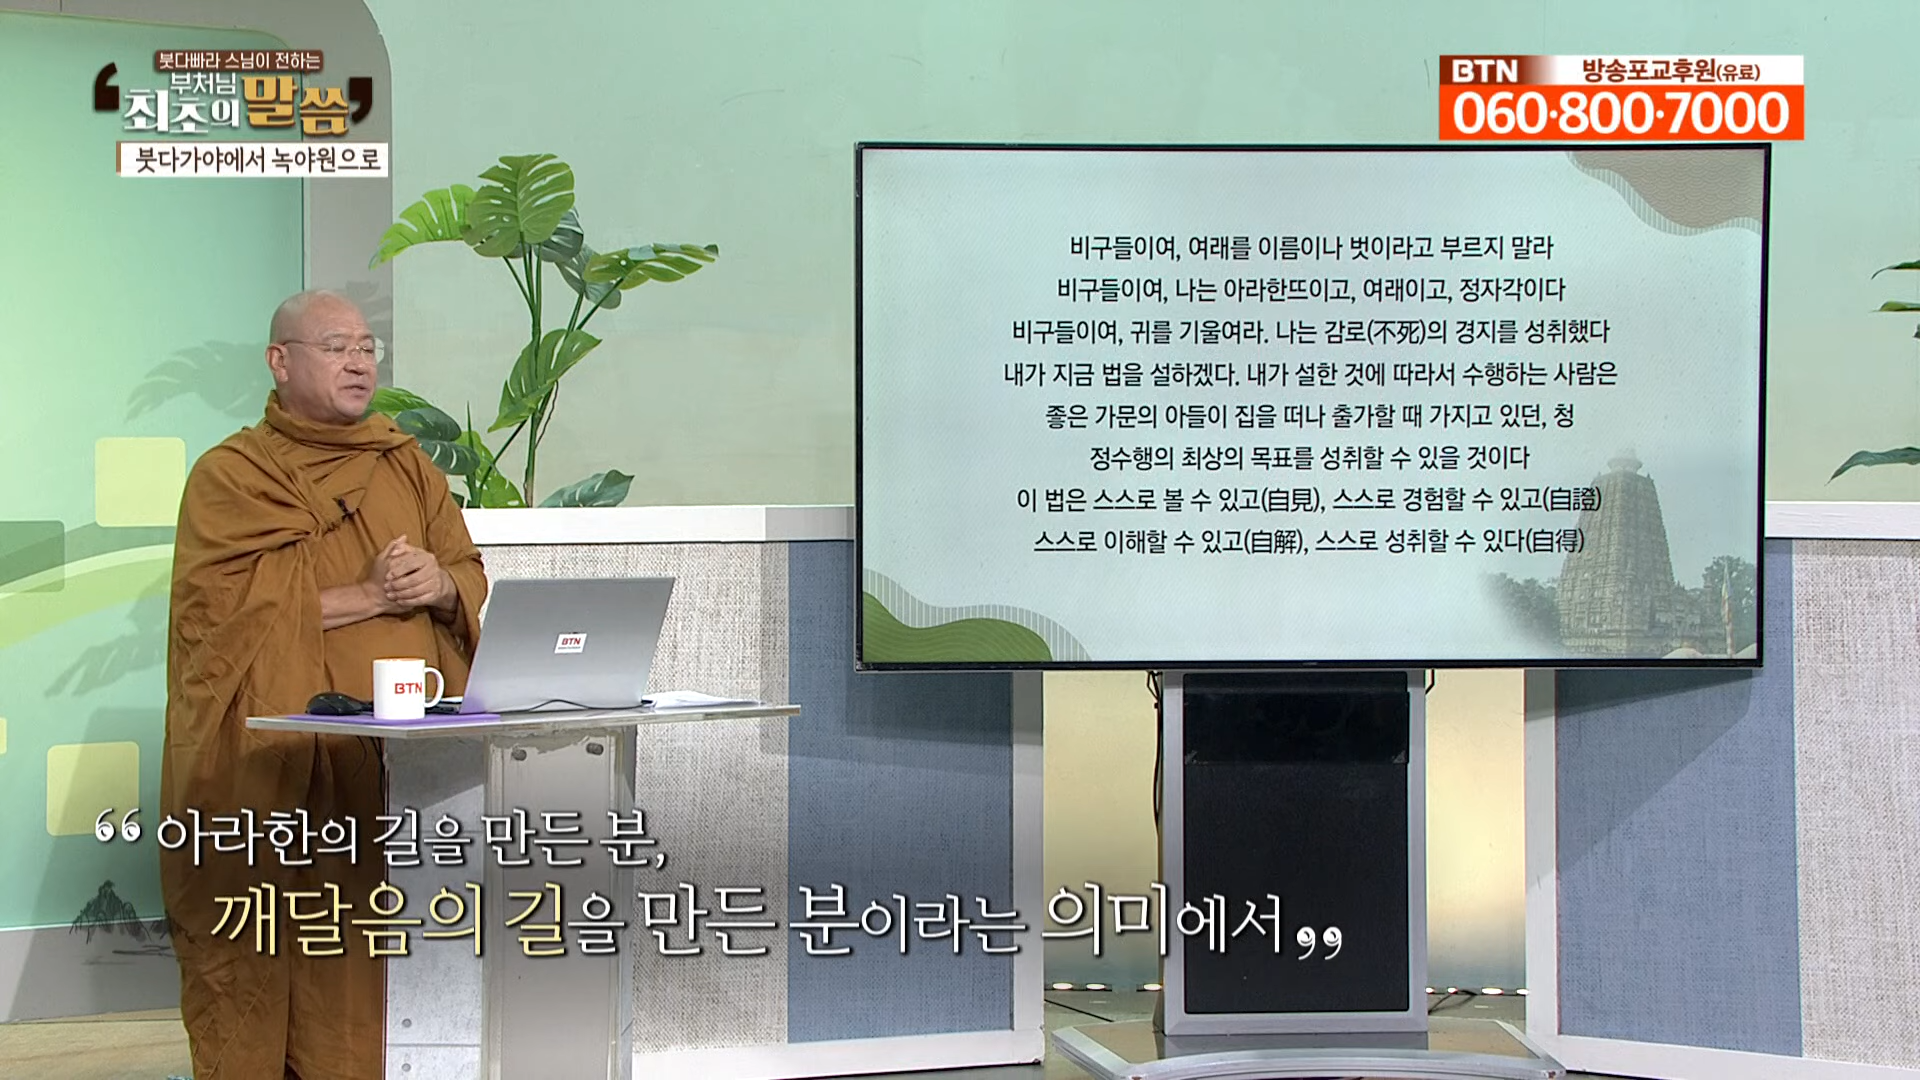 붓다빠라 스님이 전하는
부처님
최초의 말씀
붓다가야에서 녹야원으로
BTN 방송포교후원(유료)
060·800·7000
비구들이여, 여래를 이름이나 벗이라고 부르지 말라
비구들이여, 나는 아라한뜨이고, 여래이고, 정자각이다
비구들이여, 귀를 기울여라. 나는 감로(不死)의 경지를 성취했다
내가 지금 법을 설하겠다. 내가 설한 것에 따라서 수행하는 사람은
좋은 가문의 아들이 집을 떠나 출가할 때 가지고 있던, 청
정수행의 최상의 목표를 성취할 수 있을 것이다
이 법은 스스로 볼 수 있고(自見), 스스로 경험할 수 있고(自證)
스스로 이해할 수 있고(自解), 스스로 성취할 수 있다(自得)
BTN
BTN
“아라한의 길을 만든 분,
깨달음의 길을 만든 분이라는 의미에서”